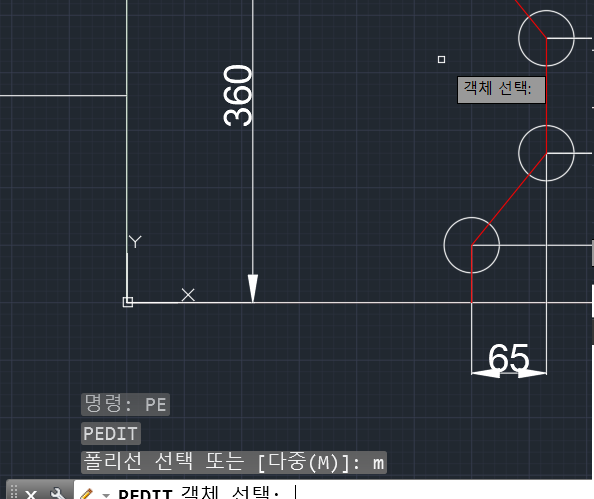 360
객체 선택:
Y
X
65
명령: PE
PEDIT
폴리선 선택 또는 [다중(M)]: m
PEDIT 객체 선택: